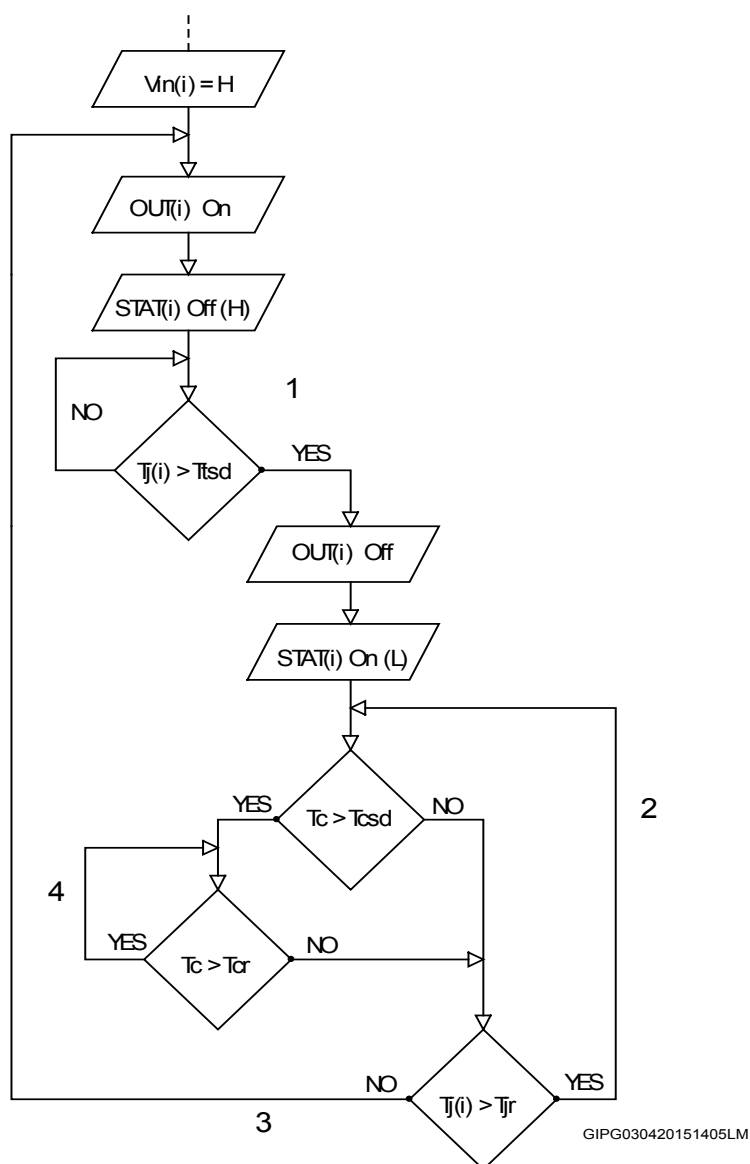 Vin(i) = H
OUT(i) On
STAT(i) Off (H)
1
NO
Tj(i) > Ttsd
YES
OUT(i) Off
STAT(i) On (L)
2
YES
Tc > Tcsd
NO
4
YES
Tc > Tcr
NO
NO
Tj(i) > Tjr
YES
3
GIPG030420151405LM